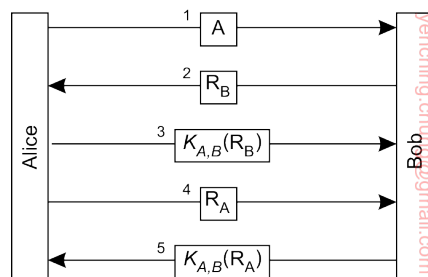 1 A
2 R_B
3 K_A,B(R_B)
4 R_A
5 K_A,B(R_A)
Alice
Bob